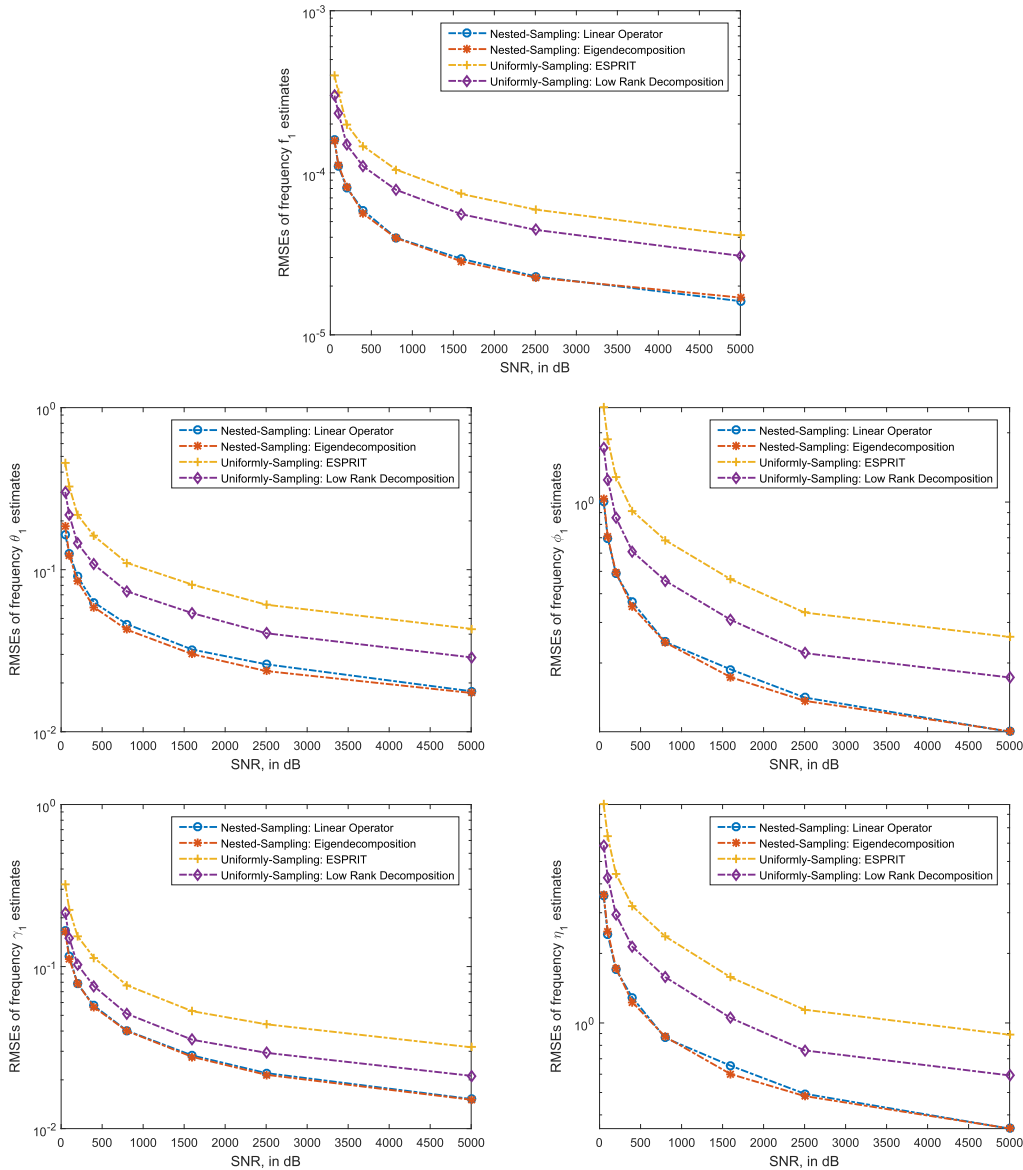 10^-3
10^-4
10^-5
RMSEs of frequency f_1 estimates
Nested-Sampling: Linear Operator
Nested-Sampling: Eigendecomposition
Uniformly-Sampling: ESPRIT
Uniformly-Sampling: Low Rank Decomposition
0 500 1000 1500 2000 2500 3000 3500 4000 4500 5000
SNR, in dB
10^0
10^-1
10^-2
RMSEs of frequency θ_1 estimates
Nested-Sampling: Linear Operator
Nested-Sampling: Eigendecomposition
Uniformly-Sampling: ESPRIT
Uniformly-Sampling: Low Rank Decomposition
0 500 1000 1500 2000 2500 3000 3500 4000 4500 5000
SNR, in dB
10^0
RMSEs of frequency ϕ_1 estimates
Nested-Sampling: Linear Operator
Nested-Sampling: Eigendecomposition
Uniformly-Sampling: ESPRIT
Uniformly-Sampling: Low Rank Decomposition
0 500 1000 1500 2000 2500 3000 3500 4000 4500 5000
SNR, in dB
10^0
10^-1
10^-2
RMSEs of frequency γ_1 estimates
Nested-Sampling: Linear Operator
Nested-Sampling: Eigendecomposition
Uniformly-Sampling: ESPRIT
Uniformly-Sampling: Low Rank Decomposition
0 500 1000 1500 2000 2500 3000 3500 4000 4500 5000
SNR, in dB
10^0
RMSEs of frequency η_1 estimates
Nested-Sampling: Linear Operator
Nested-Sampling: Eigendecomposition
Uniformly-Sampling: ESPRIT
Uniformly-Sampling: Low Rank Decomposition
0 500 1000 1500 2000 2500 3000 3500 4000 4500 5000
SNR, in dB